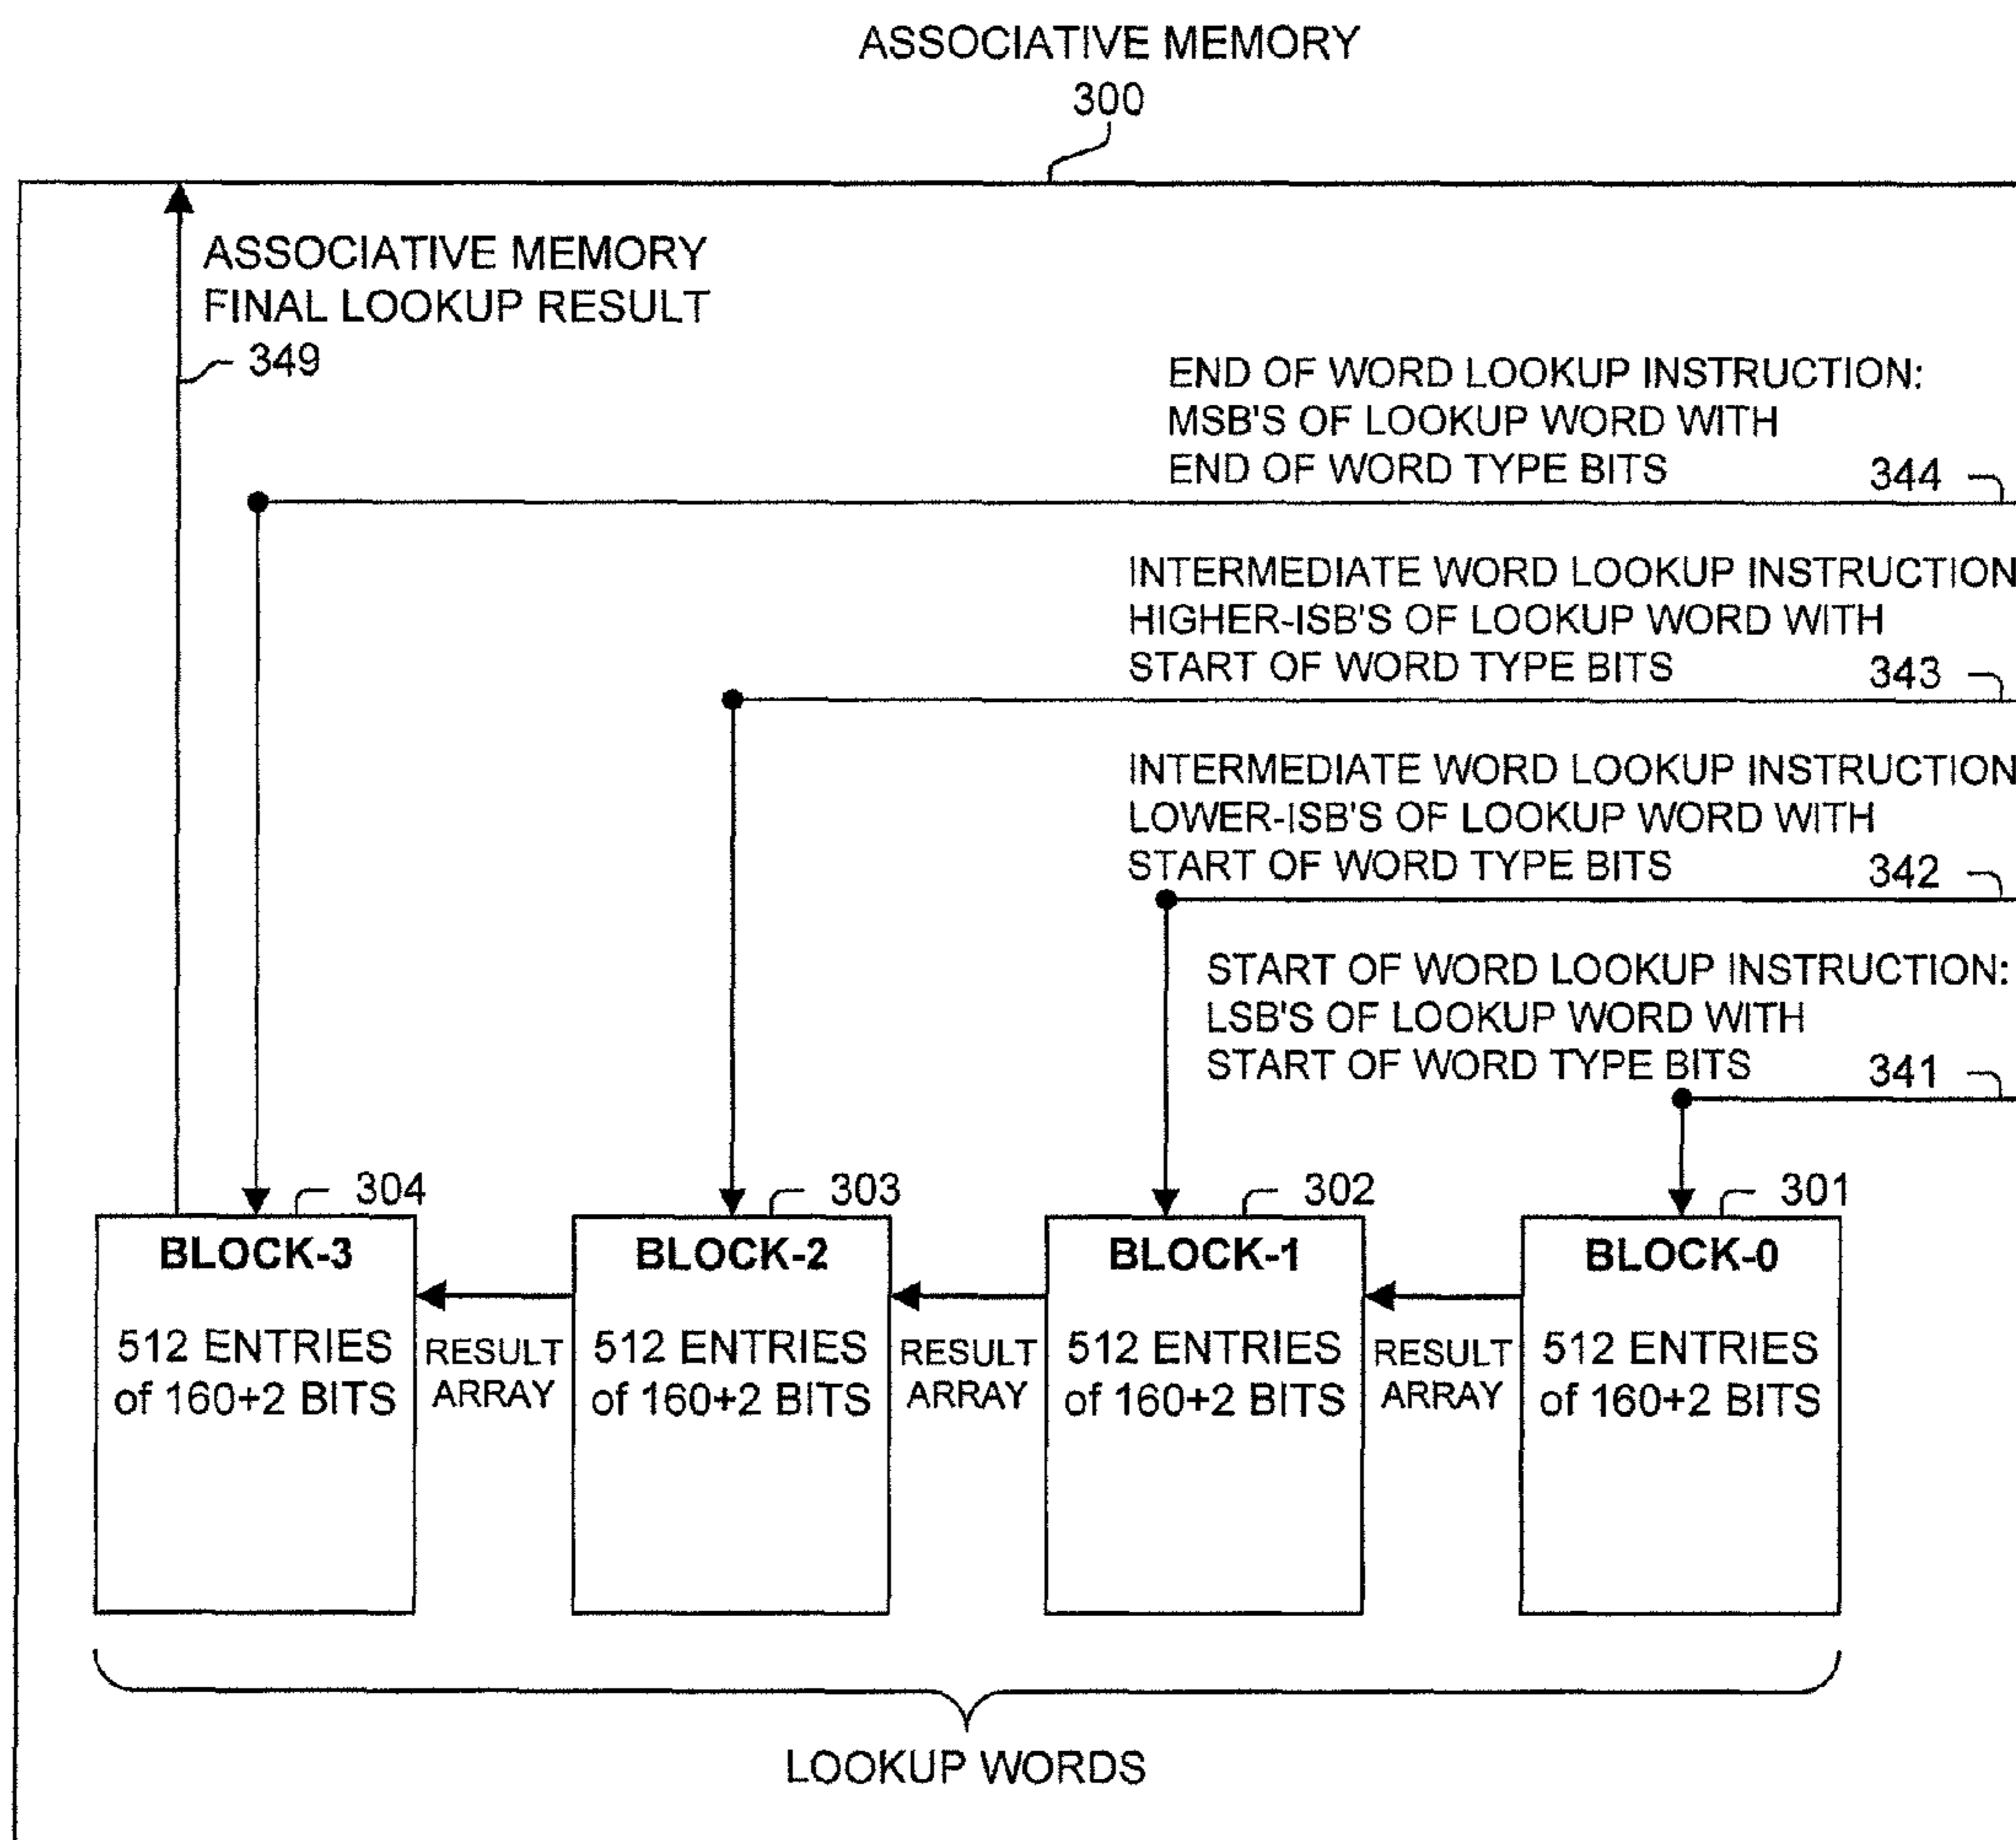 ASSOCIATIVE MEMORY
300
ASSOCIATIVE MEMORY
FINAL LOOKUP RESULT
349
END OF WORD LOOKUP INSTRUCTION:
MSB'S OF LOOKUP WORD WITH
END OF WORD TYPE BITS
344
INTERMEDIATE WORD LOOKUP INSTRUCTION
HIGHER-ISB'S OF LOOKUP WORD WITH
START OF WORD TYPE BITS
343
INTERMEDIATE WORD LOOKUP INSTRUCTION
LOWER-ISB'S OF LOOKUP WORD WITH
START OF WORD TYPE BITS
342
START OF WORD LOOKUP INSTRUCTION:
LSB'S OF LOOKUP WORD WITH
START OF WORD TYPE BITS
341
304
BLOCK-3
512 ENTRIES
of 160+2 BITS
RESULT
ARRAY
303
BLOCK-2
512 ENTRIES
of 160+2 BITS
RESULT
ARRAY
302
BLOCK-1
512 ENTRIES
of 160+2 BITS
RESULT
ARRAY
301
BLOCK-0
512 ENTRIES
of 160+2 BITS
LOOKUP WORDS